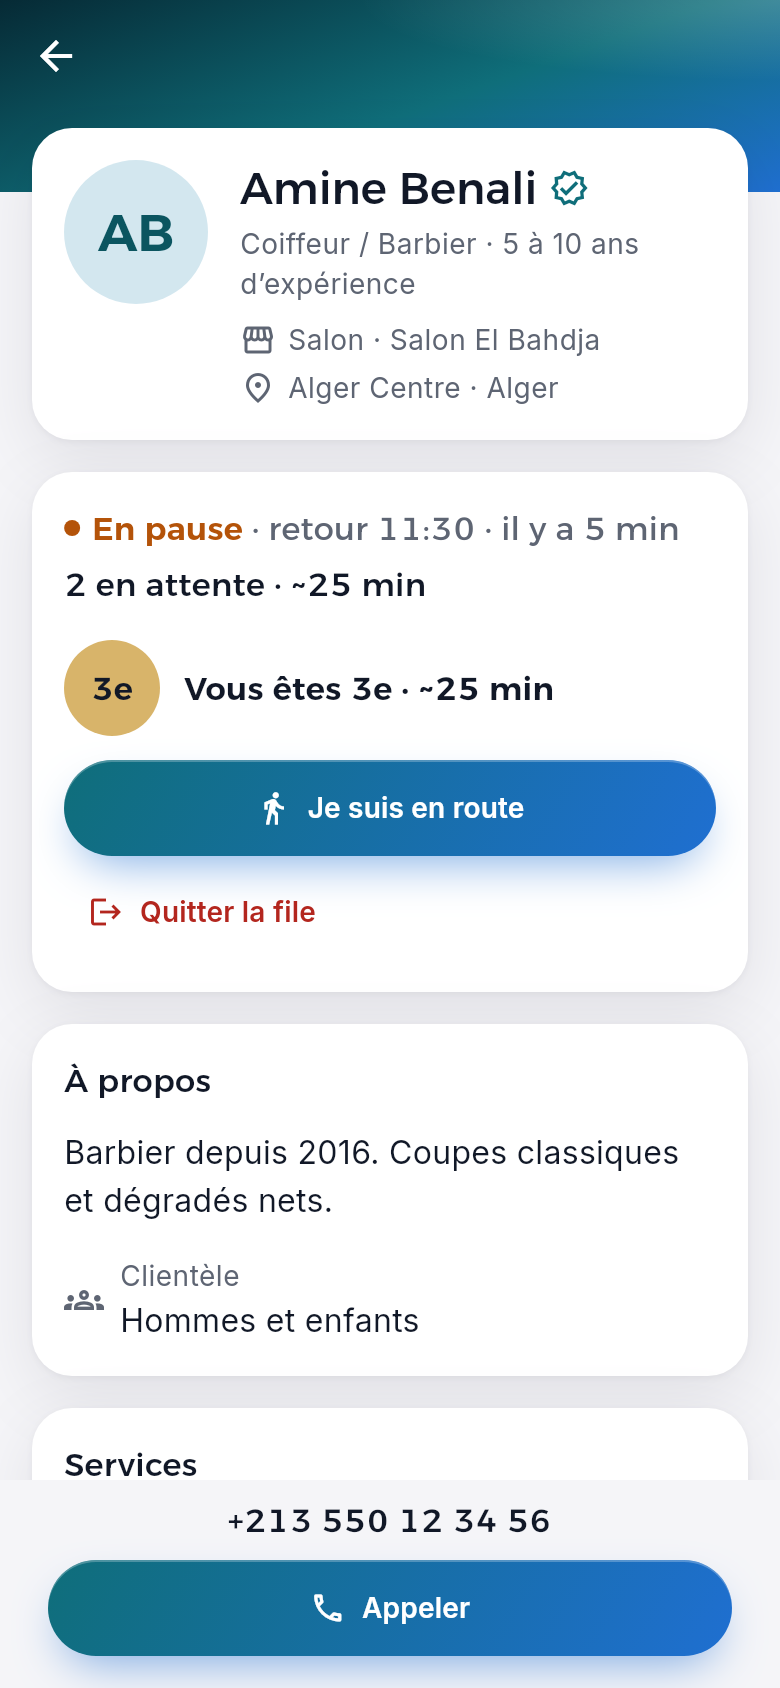 AB
Amine Benali
Coiffeur / Barbier · 5 à 10 ans
d’expérience
Salon · Salon El Bahdja
Alger Centre · Alger
En pause · retour 11:30 · il y a 5 min
2 en attente · ~25 min
3e
Vous êtes 3e · ~25 min
Je suis en route
Quitter la file
À propos
Barbier depuis 2016. Coupes classiques
et dégradés nets.
Clientèle
Hommes et enfants
Services
+213 550 12 34 56
Appeler